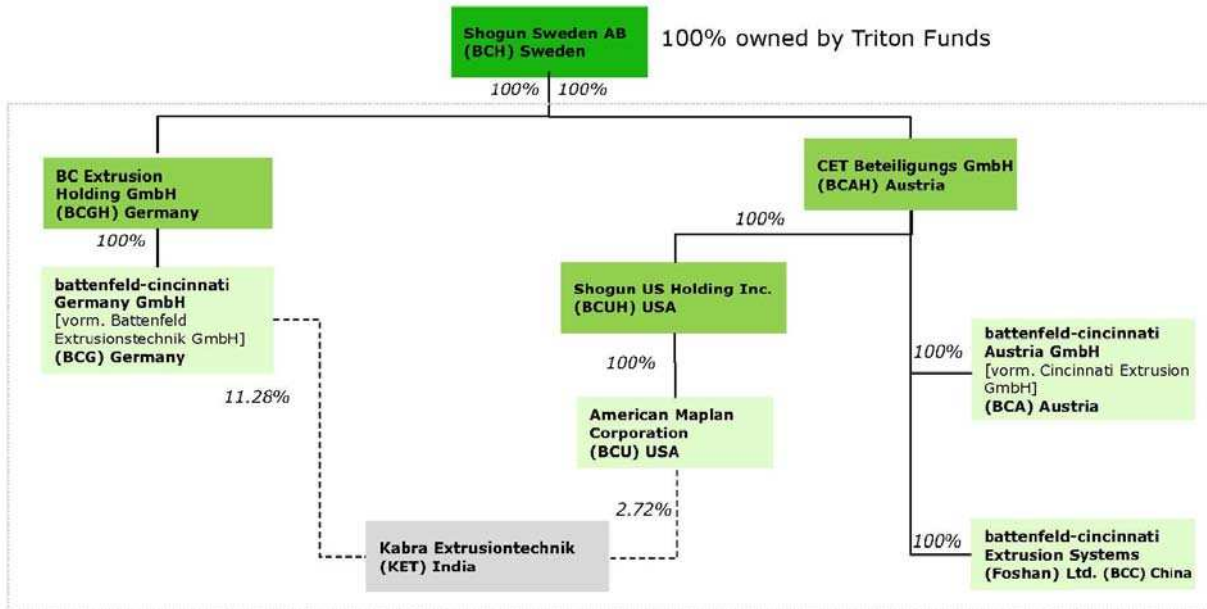 Shogun Sweden AB
(BCH) Sweden
100% owned by Triton Funds
100%
100%
BC Extrusion
Holding GmbH
(BCGH) Germany
CET Beteiligungs GmbH
(BCAH) Austria
100%
100%
battenfeld-cincinnati
Germany GmbH
[vorm. Battenfeld
Extrusionstechnik GmbH]
(BCG) Germany
Shogun US Holding Inc.
(BCUH) USA
battenfeld-cincinnati
Austria GmbH
[vorm. Cincinnati Extrusion
GmbH]
(BCA) Austria
100%
100%
11.28%
American Maplan
Corporation
(BCU) USA
2.72%
Kabra Extrusiontechnik
(KET) India
100%
battenfeld-cincinnati
Extrusion Systems
(Foshan) Ltd. (BCC) China